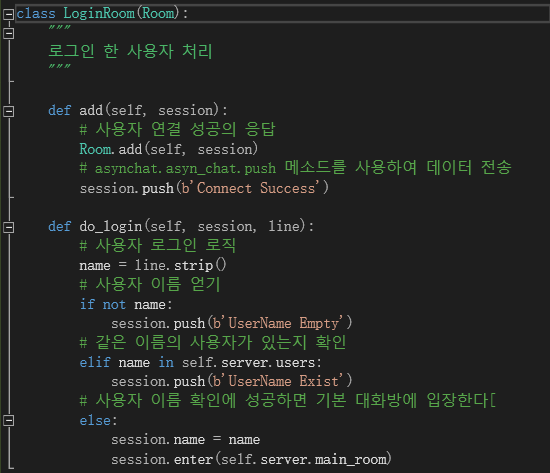 class LoginRoom(Room):
    """
    로그인 한 사용자 처리
    """
    def add(self, session):
        # 사용자 연결 성공의 응답
        Room.add(self, session)
        # asynchat.asyn_chat.push 메소드를 사용하여 데이터 전송
        session.push(b'Connect Success')
    def do_login(self, session, line):
        # 사용자 로그인 로직
        name = line.strip()
        # 사용자 이름 얻기
        if not name:
            session.push(b'UserName Empty')
        # 같은 이름의 사용자가 있는지 확인
        elif name in self.server.users:
            session.push(b'UserName Exist')
        # 사용자 이름 확인에 성공하면 기본 대화방에 입장한다[
        else:
            session.name = name
            session.enter(self.server.main_room)